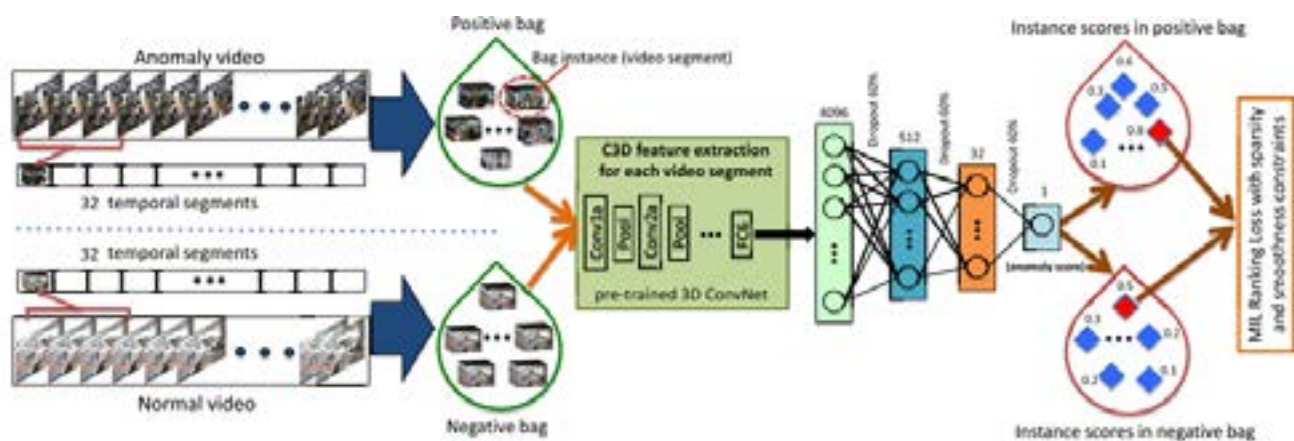 Positive bag
Anomaly video
Bag instance (video segment)
32 temporal segments
32 temporal segments
Normal video
Negative bag
C3D feature extraction
for each video segment
Conv1a
Pool
Conv2a
Pool
FC6
pre-trained 3D ConvNet
8096
Dropout 60%
512
Dropout 60%
32
Dropout 60%
1
(anomaly score)
Instance scores in positive bag
0.6
0.3
0.5
0.8
0.1
0.5
0.3
0.2
0.2
0.1
Instance scores in negative bag
MIL Ranking Loss with sparsity
and smoothness constraints